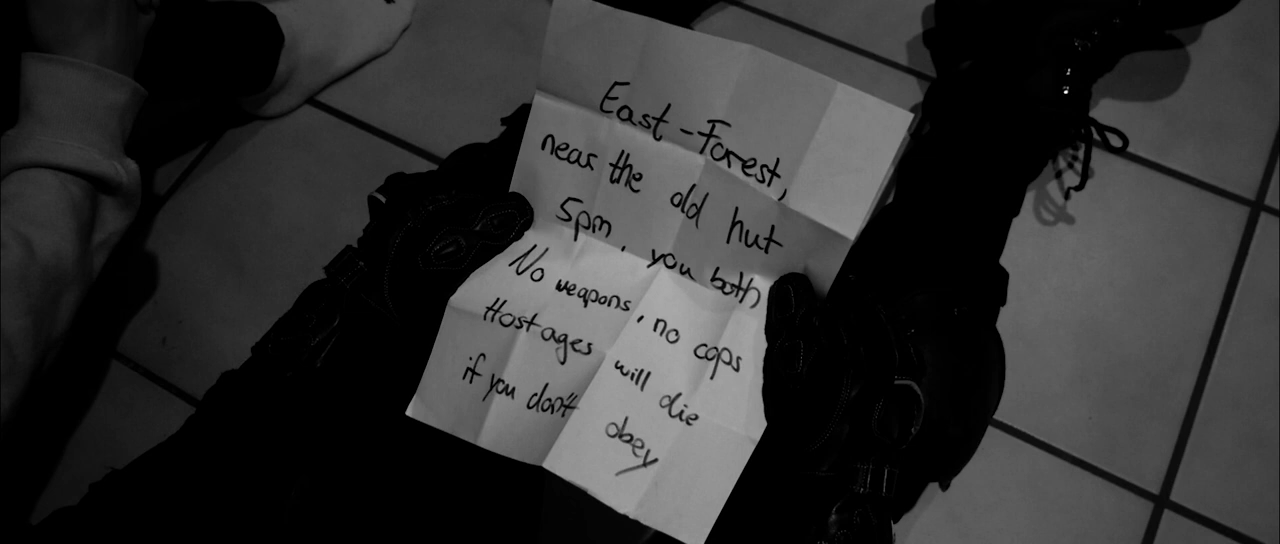 East-Forest,
near the old hut
5pm, you both
No weapons, no cops
Hostages will die
if you don't obey